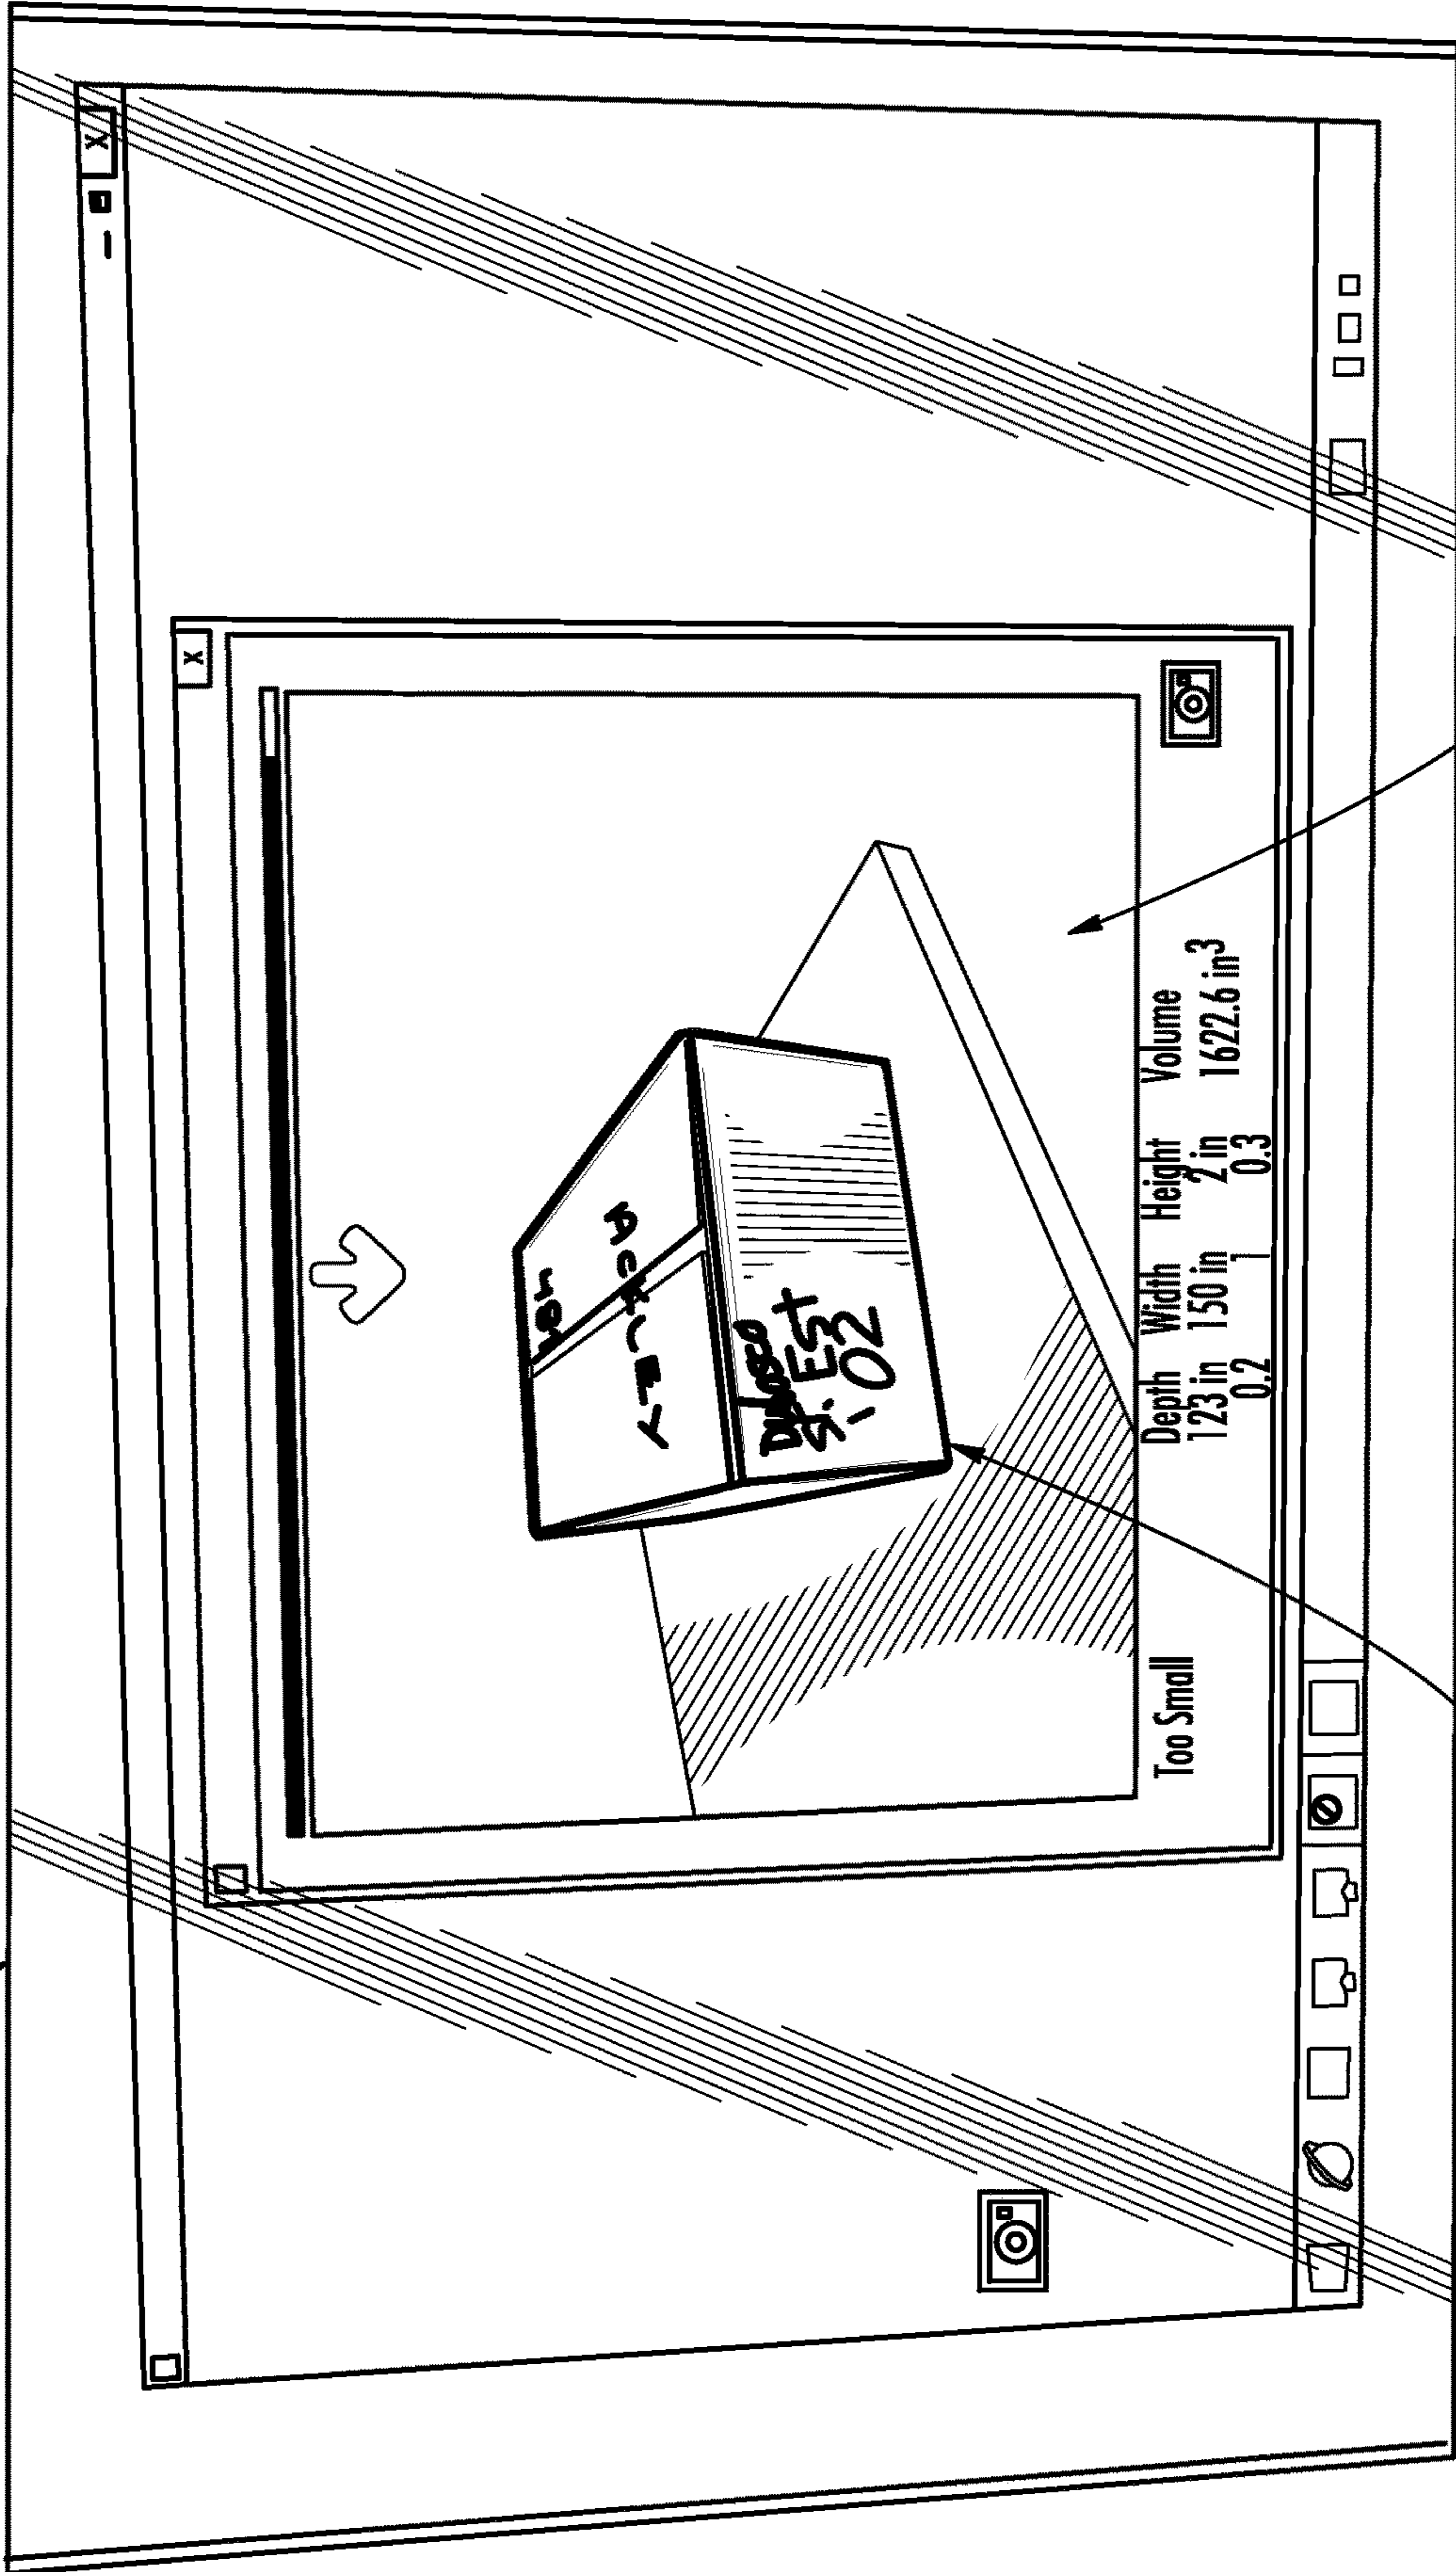 X
X
ACKLEY
EST
-02
Too Small
Depth Width Height Volume
123 in 150 in 2 in 1622.6 in³
0.2 1 0.3